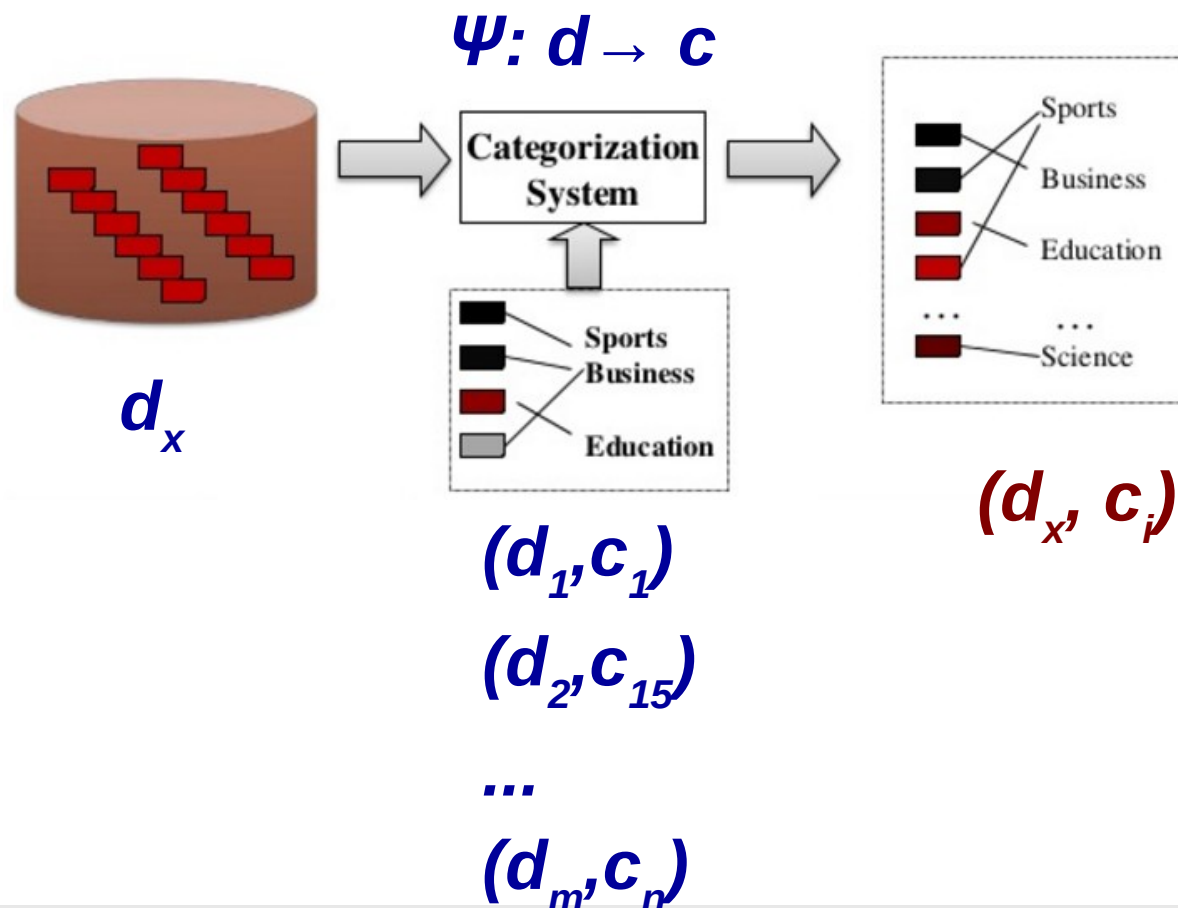 Ψ: d → c
Categorization
System
Sports
Business
Education
... ...
Science
Sports
Business
Education
dₓ
(dₓ, cᵢ)
(d₁,c₁)
(d₂,c₁₅)
...
(dₘ,cₙ)